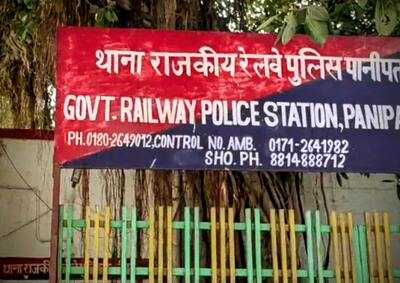 थाना राजकीय रेलवे पुलिस पानीपत
GOVT. RAILWAY POLICE STATION, PANIPA
PH. 0180-2649012, CONTROL NO. AMB. 0171-2641982
SHO. PH. 8814888712
थाना राजकी